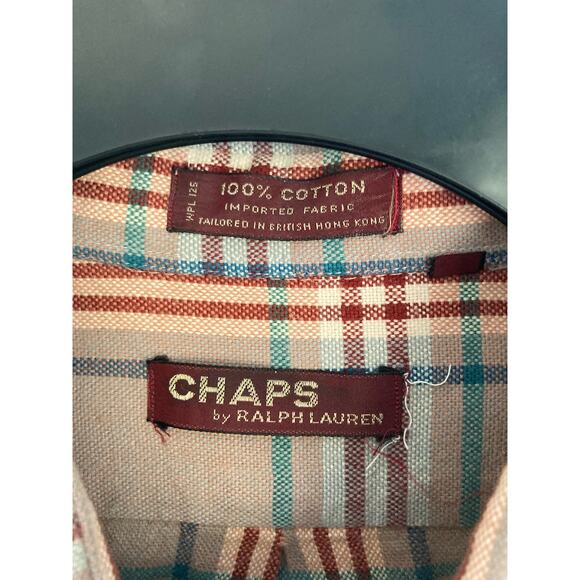 WPL 125
100% COTTON
IMPORTED FABRIC
TAILORED IN BRITISH HONG KONG
CHAPS
by RALPH LAUREN